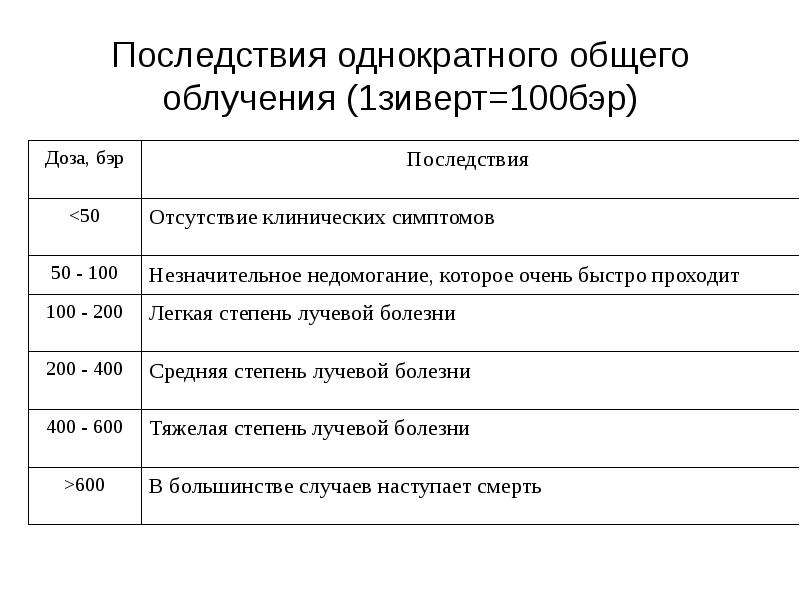 Последствия однократного общего
облучения (1зиверт=100бэр)
Доза, бэр Последствия
<50 Отсутствие клинических симптомов
50 - 100 Незначительное недомогание, которое очень быстро проходит
100 - 200 Легкая степень лучевой болезни
200 - 400 Средняя степень лучевой болезни
400 - 600 Тяжелая степень лучевой болезни
>600 В большинстве случаев наступает смерть